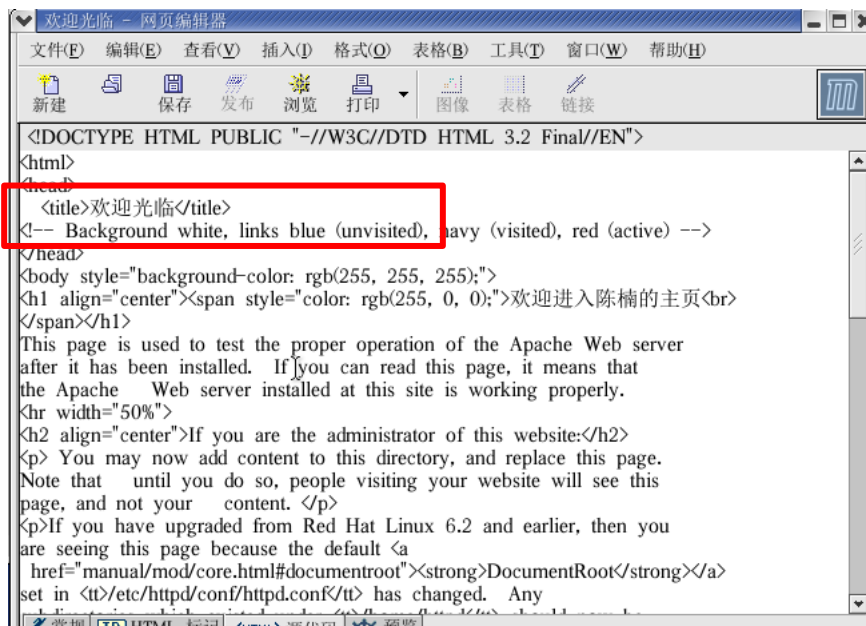 欢迎光临 - 网页编辑器
文件(F) 编辑(E) 查看(V) 插入(I) 格式(O) 表格(B) 工具(T) 窗口(W) 帮助(H)
新建 保存 发布 浏览 打印 图像 表格 链接
<!DOCTYPE HTML PUBLIC "-//W3C//DTD HTML 3.2 Final//EN">
<html>
<head>
<title>欢迎光临</title>
<!-- Background white, links blue (unvisited), navy (visited), red (active) -->
</head>
<body style="background-color: rgb(255, 255, 255);">
<h1 align="center"><span style="color: rgb(255, 0, 0);">欢迎进入陈楠的主页<br>
</span></h1>
This page is used to test the proper operation of the Apache Web server
after it has been installed. If you can read this page, it means that
the Apache Web server installed at this site is working properly.
<hr width="50%">
<h2 align="center">If you are the administrator of this website:</h2>
<p> You may now add content to this directory, and replace this page.
Note that until you do so, people visiting your website will see this
page, and not your content. </p>
<p>If you have upgraded from Red Hat Linux 6.2 and earlier, then you
are seeing this page because the default <a
href="manual/mod/core.html#documentroot"><strong>DocumentRoot</strong></a>
set in <tt>/etc/httpd/conf/httpd.conf</tt> has changed. Any
HTML 标记 源代码 预览